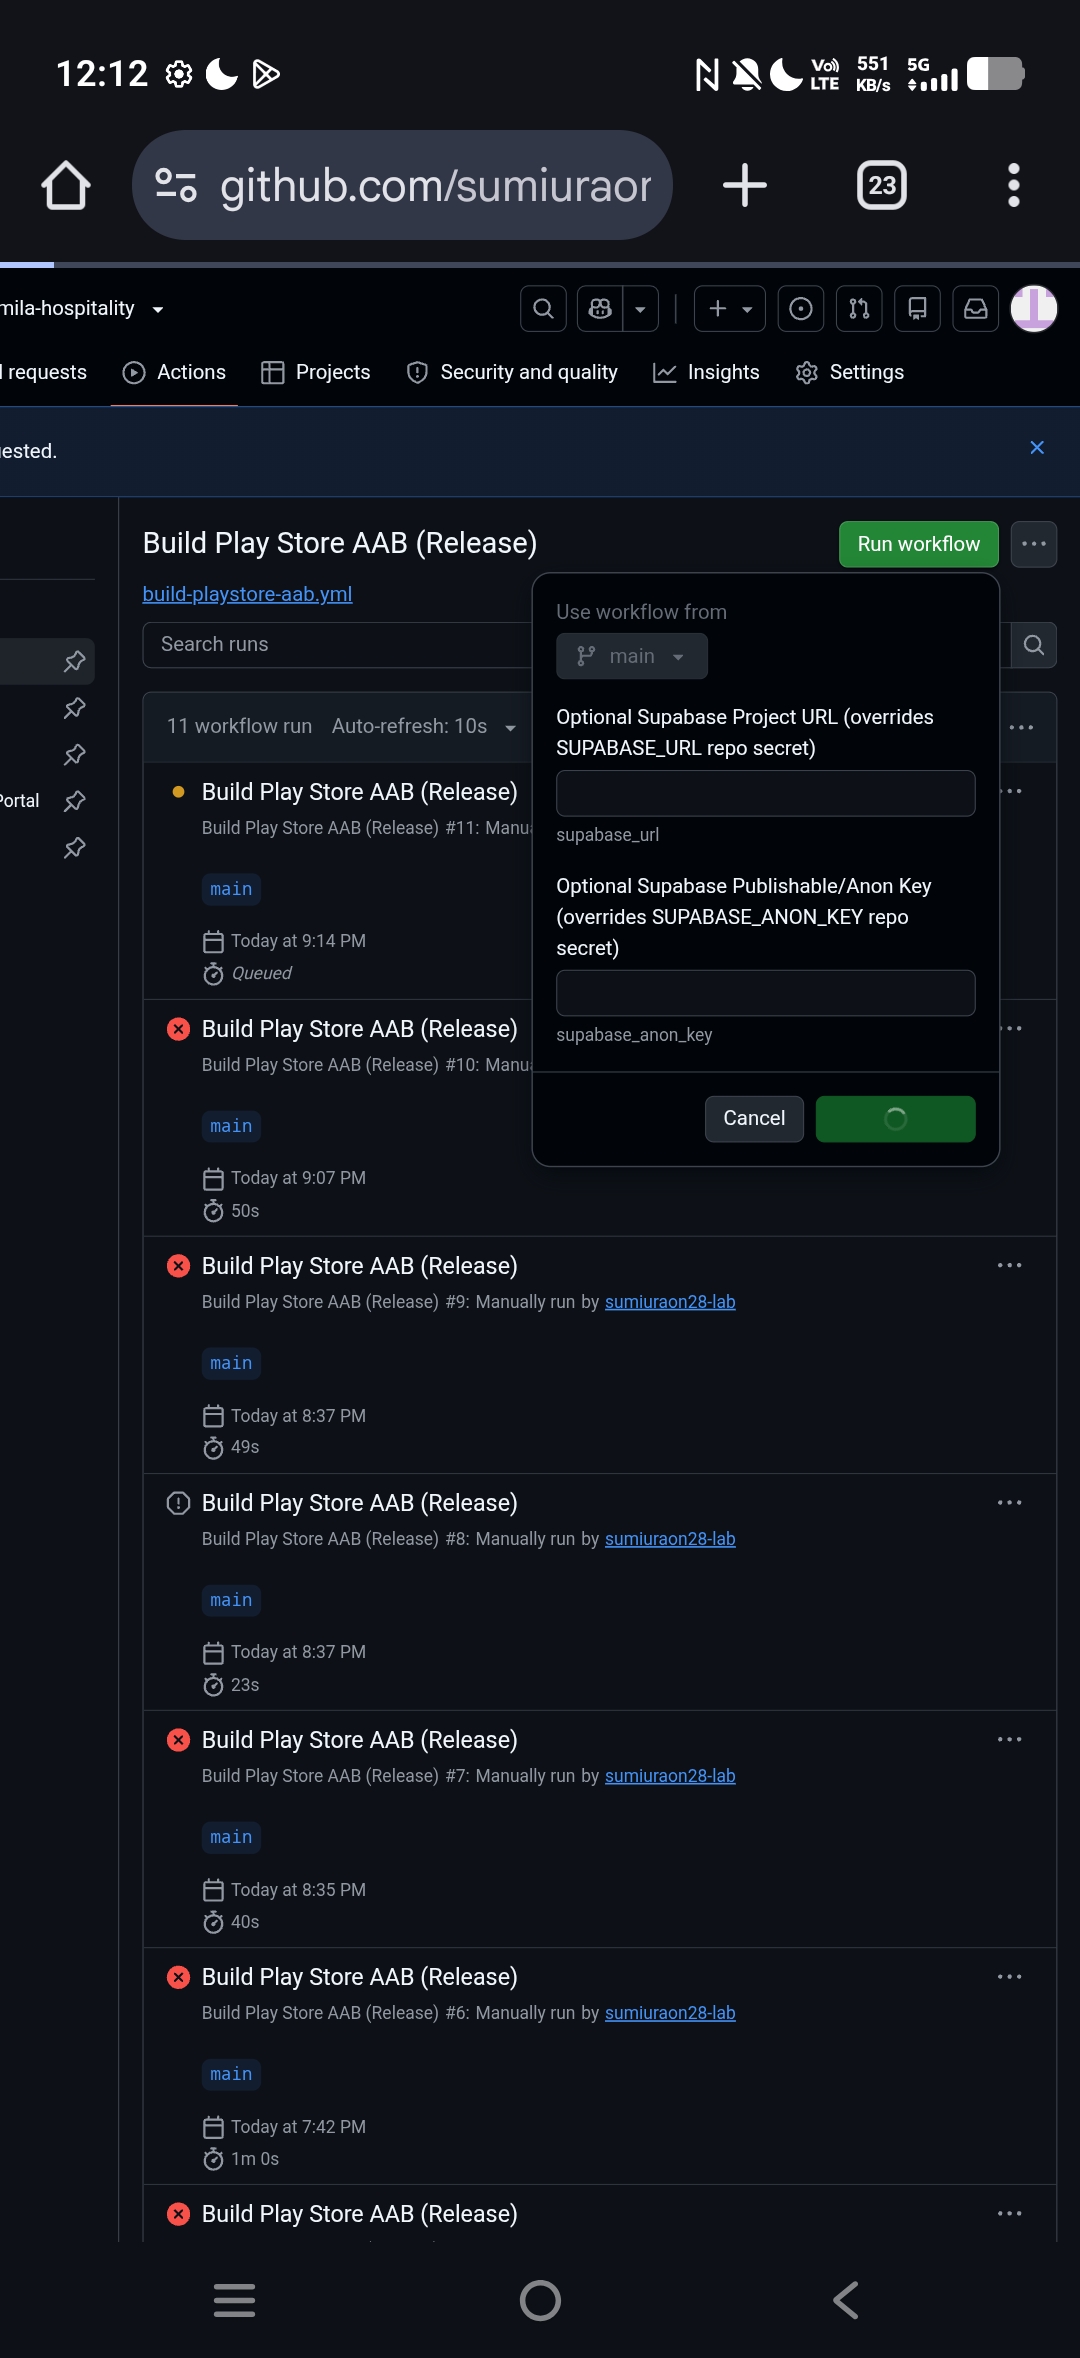 12:12
Vo)) LTE
551 KB/s
5G
github.com/sumiuraor
23
mila-hospitality
requests
Actions
Projects
Security and quality
Insights
Settings
ested.
Build Play Store AAB (Release)
Run workflow
build-playstore-aab.yml
Use workflow from
main
Search runs
Optional Supabase Project URL (overrides
SUPABASE_URL repo secret)
supabase_url
Optional Supabase Publishable/Anon Key
(overrides SUPABASE_ANON_KEY repo
secret)
supabase_anon_key
Cancel
11 workflow run
Auto-refresh: 10s
Portal
Build Play Store AAB (Release)
Build Play Store AAB (Release) #11: Manu
main
Today at 9:14 PM
Queued
Build Play Store AAB (Release)
Build Play Store AAB (Release) #10: Manu
main
Today at 9:07 PM
50s
Build Play Store AAB (Release)
Build Play Store AAB (Release) #9: Manually run by sumiuraon28-lab
main
Today at 8:37 PM
49s
Build Play Store AAB (Release)
Build Play Store AAB (Release) #8: Manually run by sumiuraon28-lab
main
Today at 8:37 PM
23s
Build Play Store AAB (Release)
Build Play Store AAB (Release) #7: Manually run by sumiuraon28-lab
main
Today at 8:35 PM
40s
Build Play Store AAB (Release)
Build Play Store AAB (Release) #6: Manually run by sumiuraon28-lab
main
Today at 7:42 PM
1m 0s
Build Play Store AAB (Release)